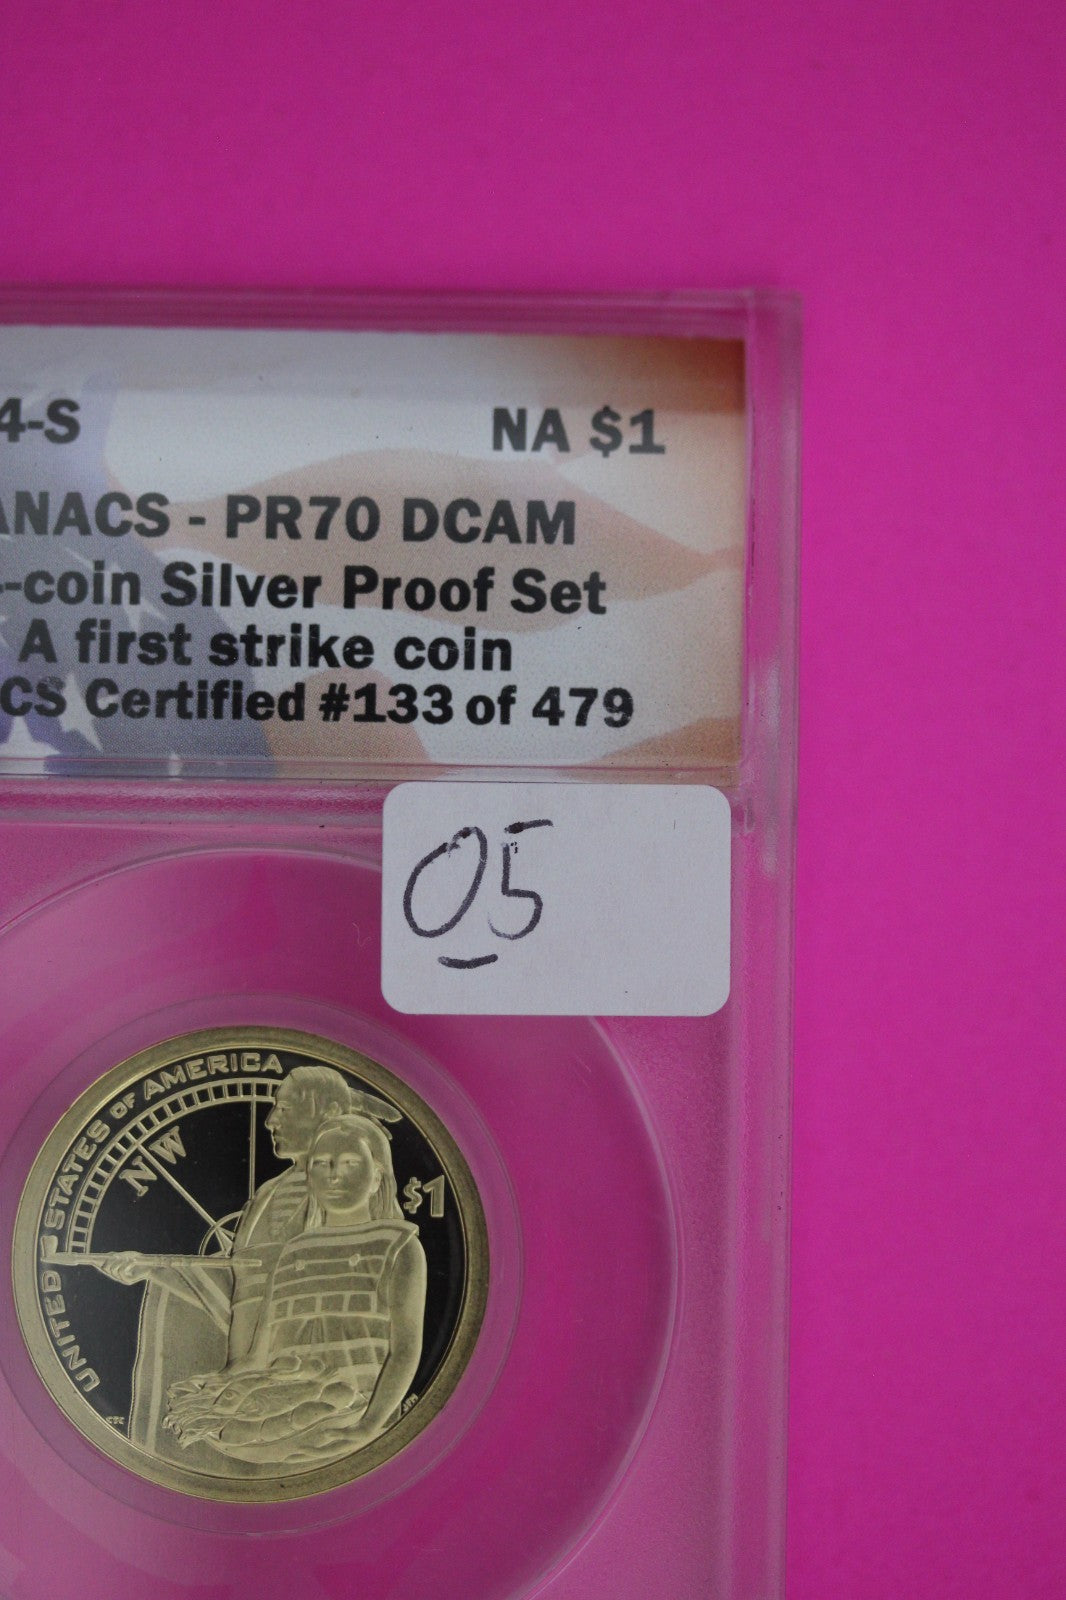 4-S NA $1
ANACS - PR70 DCAM
-coin Silver Proof Set
A first strike coin
CS Certified #133 of 479
05
UNITED STATES OF AMERICA
N W
$1